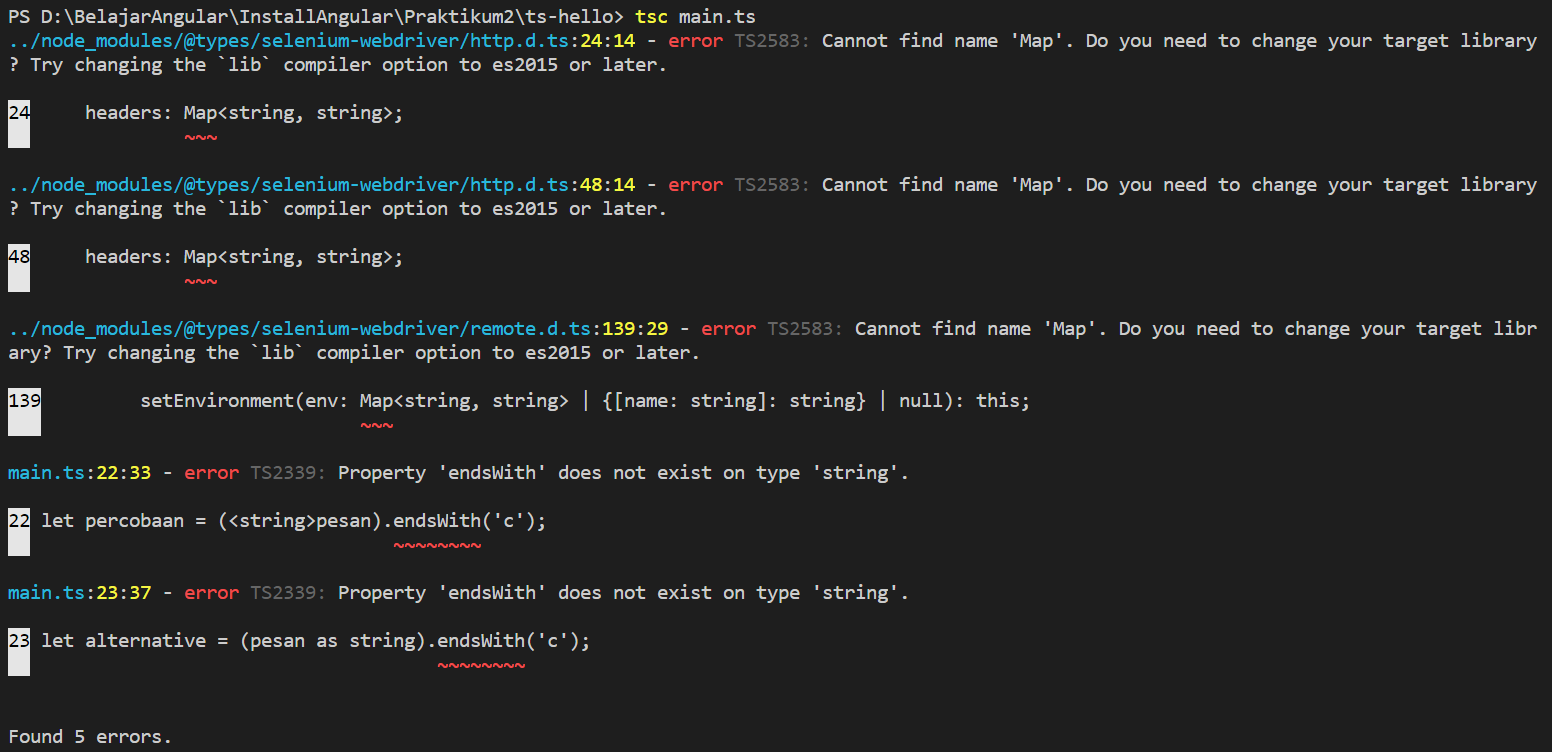 PS D:\BelajarAngular\InstallAngular\Praktikum2\ts-hello> tsc main.ts
../node_modules/@types/selenium-webdriver/http.d.ts:24:14 - error TS2583: Cannot find name 'Map'. Do you need to change your target library
? Try changing the `lib` compiler option to es2015 or later.
24     headers: Map<string, string>;
~~~
../node_modules/@types/selenium-webdriver/http.d.ts:48:14 - error TS2583: Cannot find name 'Map'. Do you need to change your target library
? Try changing the `lib` compiler option to es2015 or later.
48     headers: Map<string, string>;
~~~
../node_modules/@types/selenium-webdriver/remote.d.ts:139:29 - error TS2583: Cannot find name 'Map'. Do you need to change your target libr
ary? Try changing the `lib` compiler option to es2015 or later.
139         setEnvironment(env: Map<string, string> | {[name: string]: string} | null): this;
~~~
main.ts:22:33 - error TS2339: Property 'endsWith' does not exist on type 'string'.
22 let percobaan = (<string>pesan).endsWith('c');
~~~~~~~~
main.ts:23:37 - error TS2339: Property 'endsWith' does not exist on type 'string'.
23 let alternative = (pesan as string).endsWith('c');
~~~~~~~~
Found 5 errors.